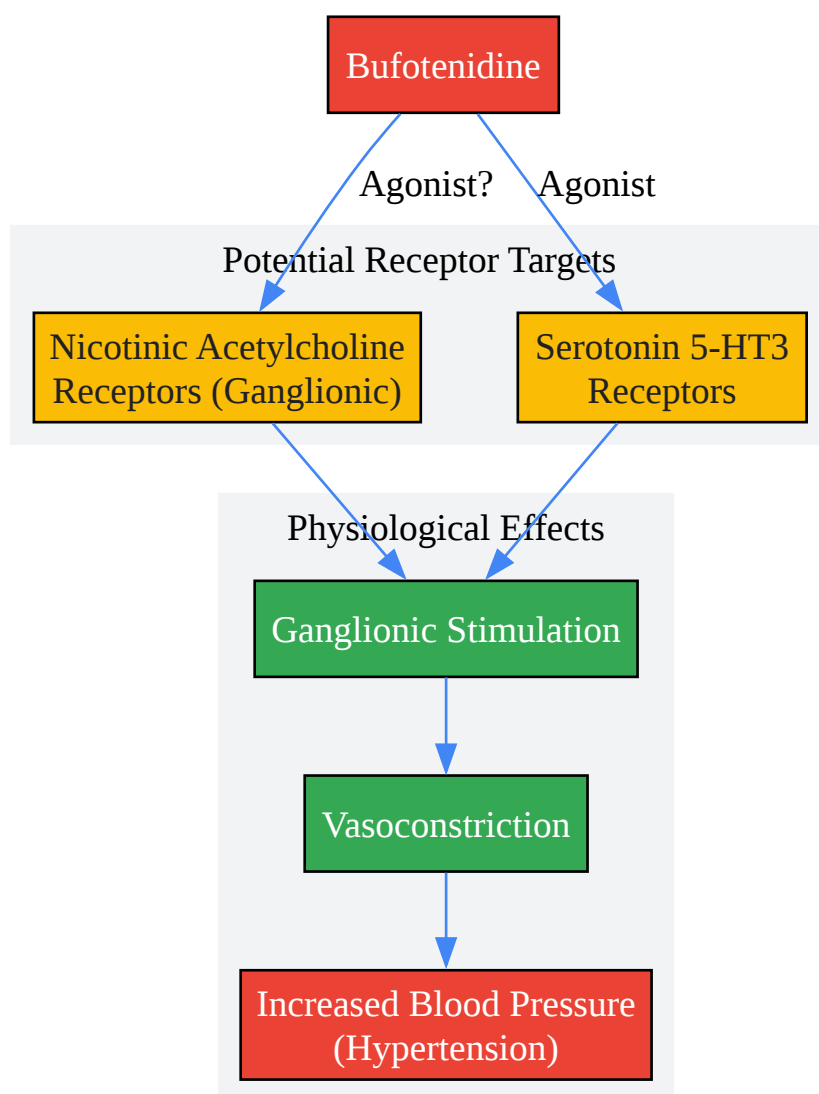 Bufotenidine
Agonist?
Agonist
Potential Receptor Targets
Nicotinic Acetylcholine
Receptors (Ganglionic)
Serotonin 5-HT3
Receptors
Physiological Effects
Ganglionic Stimulation
Vasoconstriction
Increased Blood Pressure
(Hypertension)